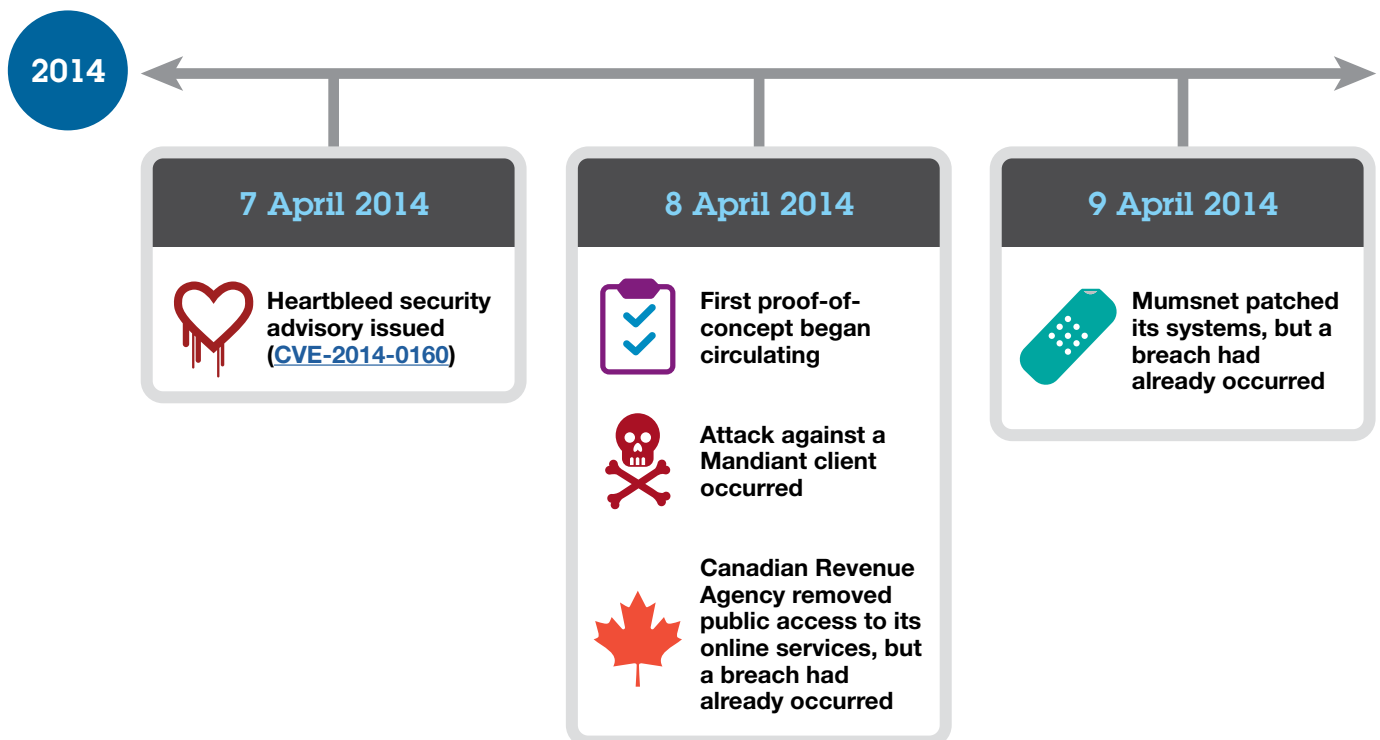 2014
7 April 2014
Heartbleed security
advisory issued
(CVE-2014-0160)
8 April 2014
First proof-of-
concept began
circulating
Attack against a
Mandiant client
occurred
Canadian Revenue
Agency removed
public access to its
online services, but
a breach had
already occurred
9 April 2014
Mumsnet patched
its systems, but a
breach had
already occurred